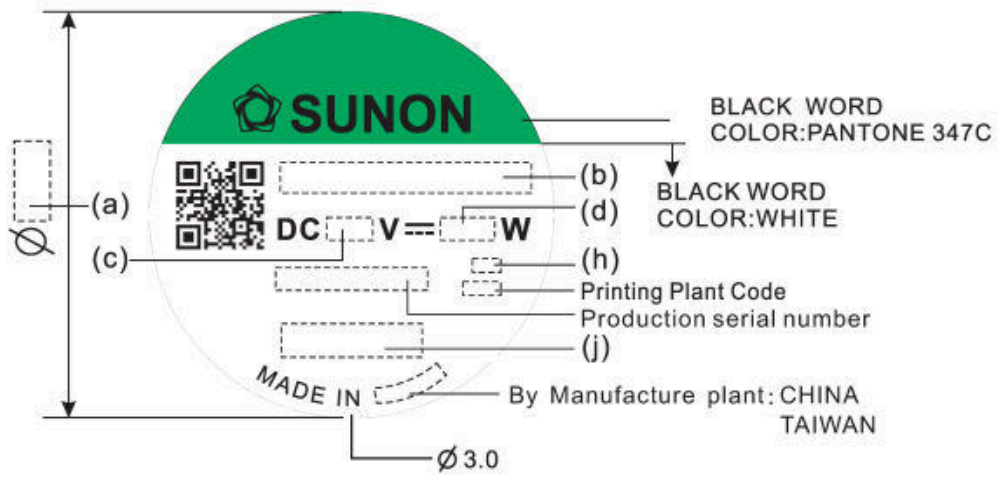 SUNON
BLACK WORD
COLOR:PANTONE 347C
BLACK WORD
COLOR:WHITE
(a)
Ø
(b)
(d)
DC V⎓ W
(c)
(h)
Printing Plant Code
Production serial number
(j)
MADE IN
By Manufacture plant: CHINA
TAIWAN
Ø3.0